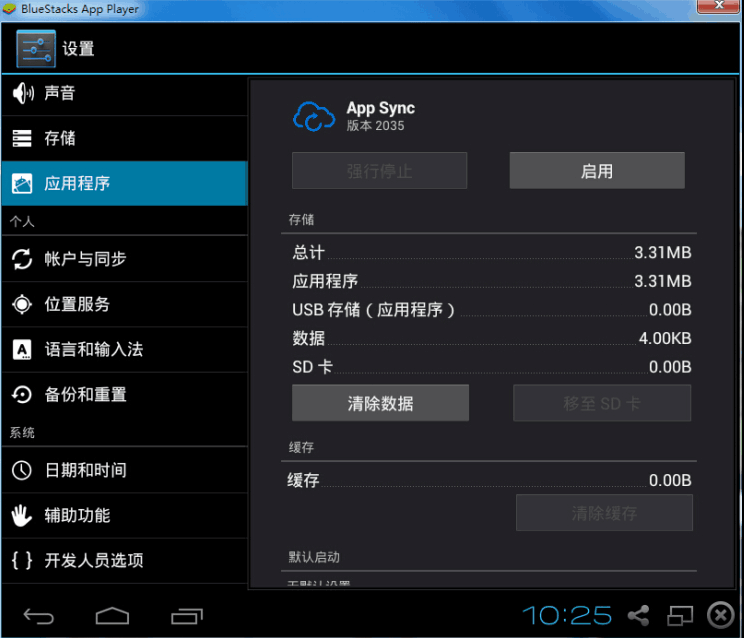 BlueStacks App Player
设置
声音
存储
应用程序
个人
帐户与同步
位置服务
A 语言和输入法
备份和重置
系统
日期和时间
辅助功能
{ } 开发人员选项
App Sync
版本 2035
强行停止 启用
存储
总计 3.31MB
应用程序 3.31MB
USB 存储（应用程序） 0.00B
数据 4.00KB
SD 卡 0.00B
清除数据 移至 SD 卡
缓存
缓存 0.00B
清除缓存
默认启动
无默认设置
10:25